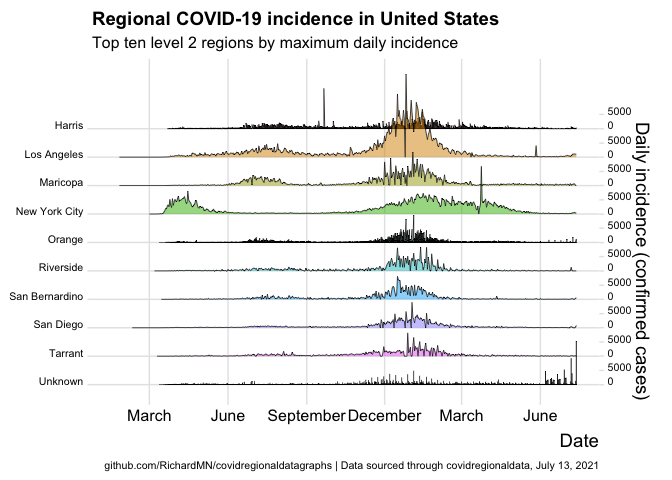 Regional COVID-19 incidence in United States
Top ten level 2 regions by maximum daily incidence
Harris
Los Angeles
Maricopa
New York City
Orange
Riverside
San Bernardino
San Diego
Tarrant
Unknown
5000
0
5000
0
5000
0
5000
0
5000
0
5000
0
5000
0
5000
0
5000
0
5000
0
Daily incidence (confirmed cases)
March June September December March June
Date
github.com/RichardMN/covidregionaldatagraphs | Data sourced through covidregionaldata, July 13, 2021